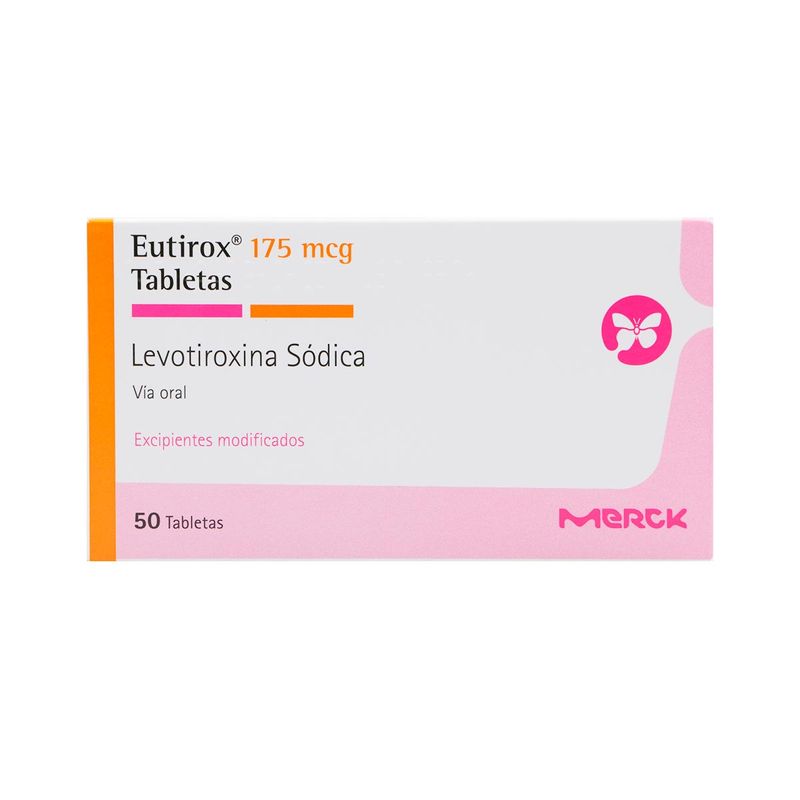 Eutirox® 175 mcg
Tabletas
Levotiroxina Sódica
Vía oral
Excipientes modificados
50 Tabletas
Merck